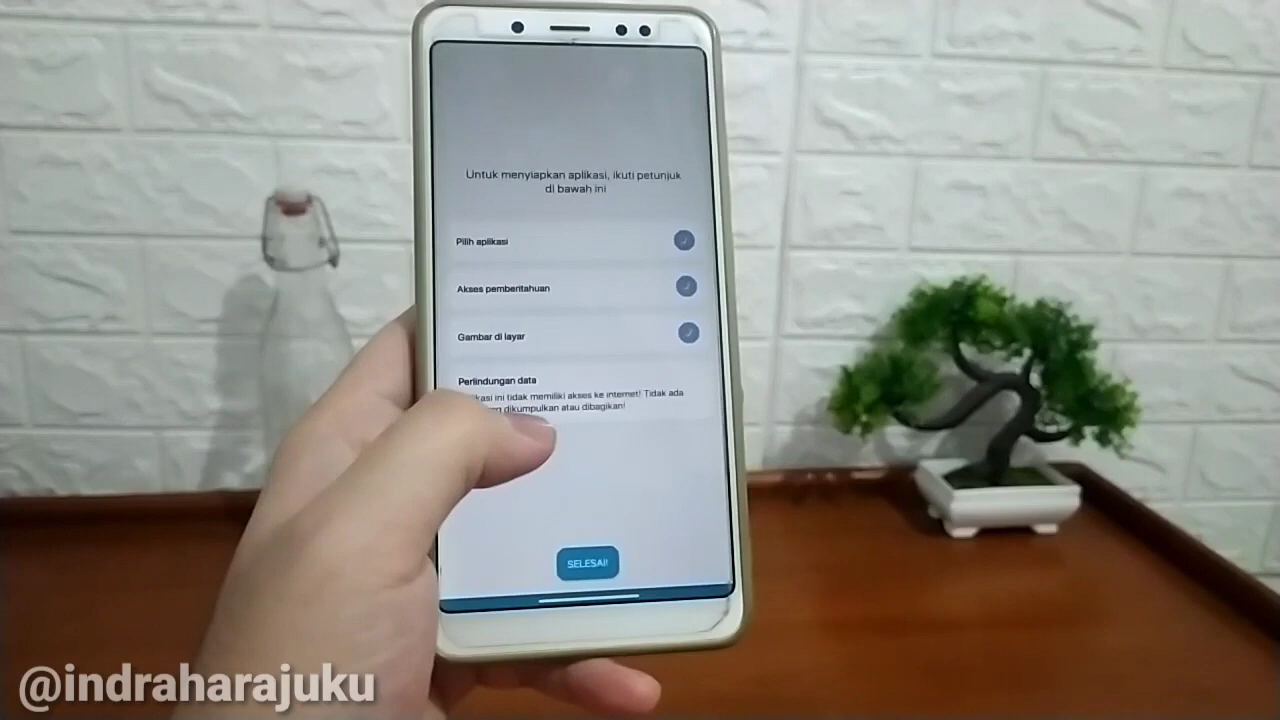 Untuk menyiapkan aplikasi, ikuti petunjuk
di bawah ini
Pilih aplikasi
Akses pemberitahuan
Gambar di layar
Perlindungan data
kasi ini tidak memiliki akses ke internet! Tidak ada
dikumpulkan atau dibagikan!
SELESAI!
@indraharajuku